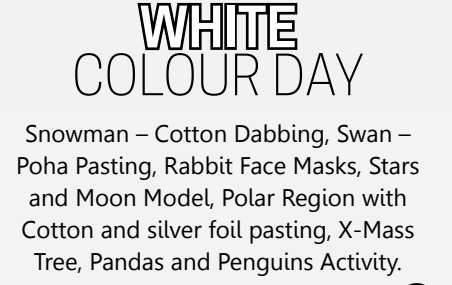 WHITE
COLOUR DAY
Snowman – Cotton Dabbing, Swan –
Poha Pasting, Rabbit Face Masks, Stars
and Moon Model, Polar Region with
Cotton and silver foil pasting, X-Mass
Tree, Pandas and Penguins Activity.